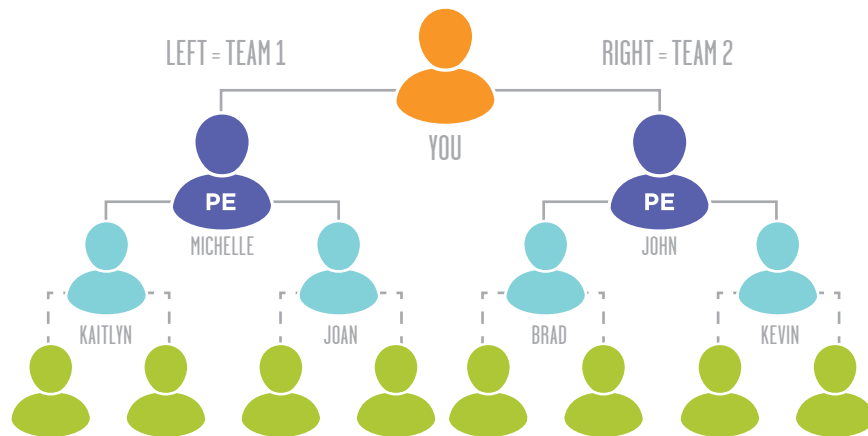 LEFT = TEAM 1
RIGHT = TEAM 2
YOU
PE
PE
MICHELLE
JOHN
KAITLYN
JOAN
BRAD
KEVIN